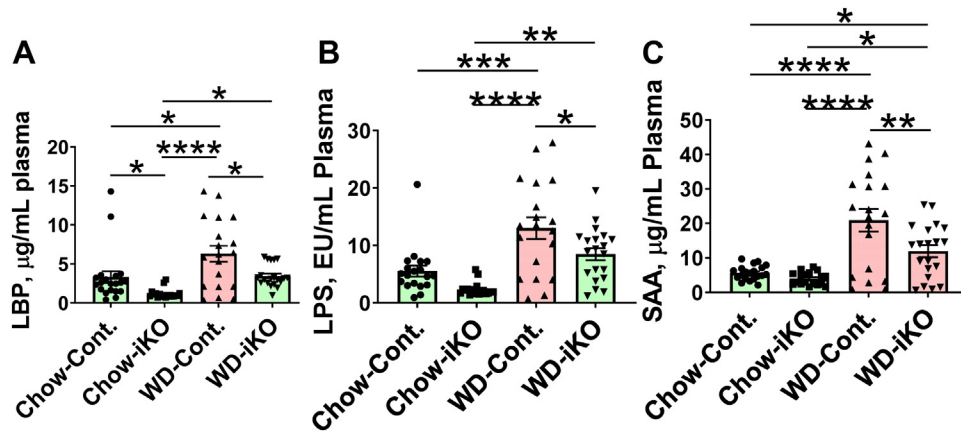 A
*
*
****
*
*
LBP, µg/mL plasma
20
15
10
5
0
Chow-Cont.
Chow-iKO
WD-Cont.
WD-iKO
B
**
***
****
*
LPS, EU/mL Plasma
30
20
10
0
Chow-Cont.
Chow-iKO
WD-Cont.
WD-iKO
C
*
*
****
****
**
SAA, µg/mL Plasma
50
40
30
20
10
0
Chow-Cont.
Chow-iKO
WD-Cont.
WD-iKO